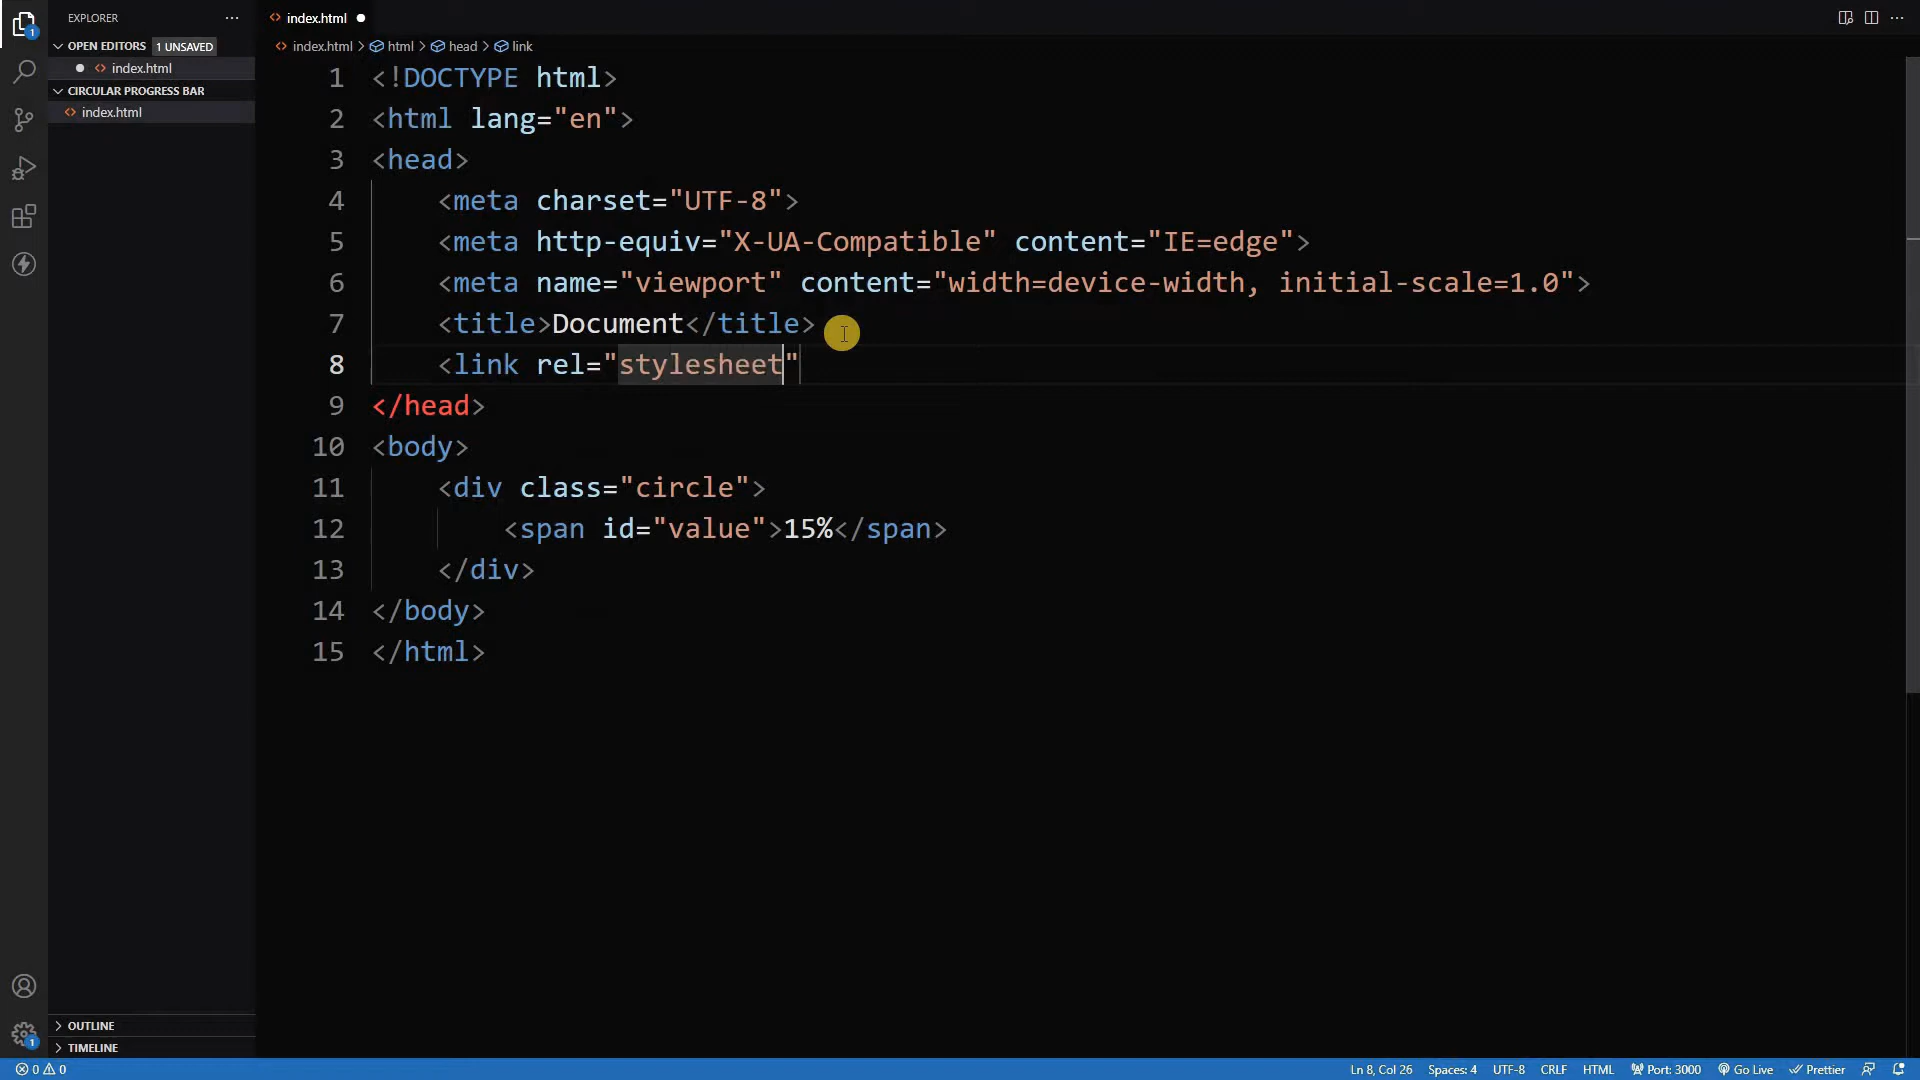 EXPLORER
OPEN EDITORS 1 UNSAVED
index.html
CIRCULAR PROGRESS BAR
index.html
OUTLINE
TIMELINE
index.html
index.html > html > head > link
1 <!DOCTYPE html>
2 <html lang="en">
3 <head>
4 <meta charset="UTF-8">
5 <meta http-equiv="X-UA-Compatible" content="IE=edge">
6 <meta name="viewport" content="width=device-width, initial-scale=1.0">
7 <title>Document</title>
8 <link rel="stylesheet"
9 </head>
10 <body>
11 <div class="circle">
12 <span id="value">15%</span>
13 </div>
14 </body>
15 </html>
1
1
0 0 Ln 8, Col 26 Spaces: 4 UTF-8 CRLF HTML Port: 3000 Go Live Prettier